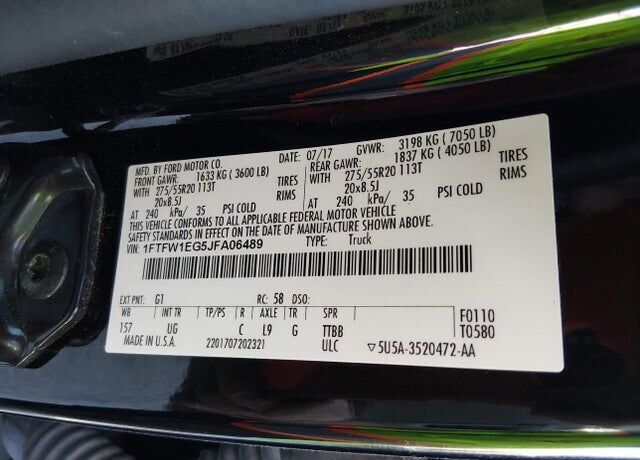 MFD. BY FORD MOTOR CO. DATE: 07/17 GVWR: 3198 KG ( 7050 LB)
FRONT GAWR: 1633 KG ( 3600 LB) REAR GAWR: 1837 KG ( 4050 LB)
WITH 275/55R20 113T TIRES WITH 275/55R20 113T TIRES
20x8.5J RIMS 20x8.5J RIMS
AT 240 kPa/ 35 PSI COLD AT 240 kPa/ 35 PSI COLD
THIS VEHICLE CONFORMS TO ALL APPLICABLE FEDERAL MOTOR VEHICLE
SAFETY STANDARDS IN EFFECT ON THE DATE OF MANUFACTURE SHOWN ABOVE.
VIN: 1FTFW1EG5JFA06489 TYPE: Truck
EXT PNT: G1 RC: 58 DSO:
WB INT TR TP/PS R AXLE TR SPR F0110
157 UG C L9 G TTBB T0580
MADE IN U.S.A. 2201707202321 ULC ▽5U5A-3520472-AA